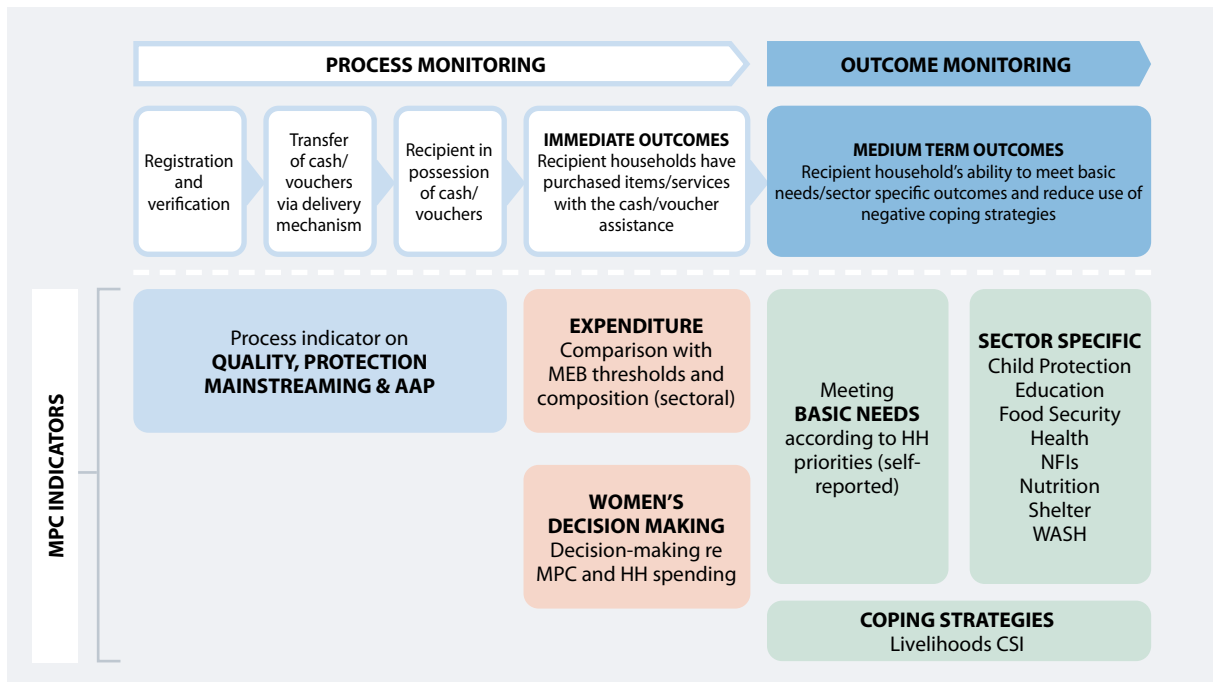 PROCESS MONITORING
OUTCOME MONITORING
Registration
and
verification
Transfer
of cash/
vouchers
via delivery
mechanism
Recipient in
possession
of cash/
vouchers
IMMEDIATE OUTCOMES
Recipient households have
purchased items/services
with the cash/voucher
assistance
MEDIUM TERM OUTCOMES
Recipient household’s ability to meet basic
needs/sector specific outcomes and reduce use of
negative coping strategies
MPC INDICATORS
Process indicator on
QUALITY, PROTECTION
MAINSTREAMING & AAP
EXPENDITURE
Comparison with
MEB thresholds and
composition (sectoral)
WOMEN’S
DECISION MAKING
Decision-making re
MPC and HH spending
Meeting
BASIC NEEDS
according to HH
priorities (self-
reported)
SECTOR SPECIFIC
Child Protection
Education
Food Security
Health
NFIs
Nutrition
Shelter
WASH
COPING STRATEGIES
Livelihoods CSI